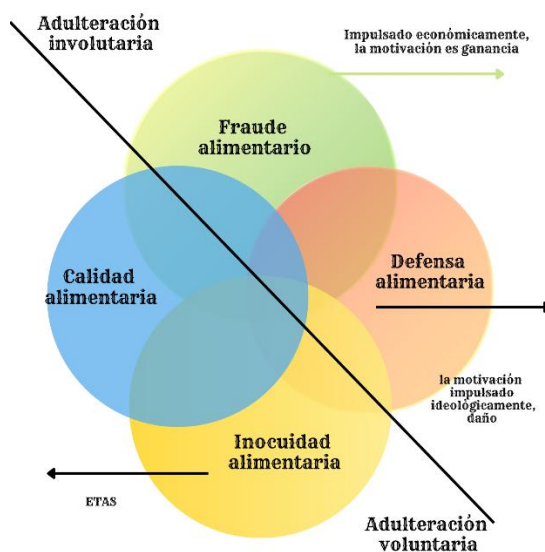 Adulteración
involutaria
Impulsado económicamente,
la motivación es ganancia
Fraude
alimentario
Calidad
alimentaria
Defensa
alimentaria
la motivación
impulsado
ideológicamente,
daño
Inocuidad
alimentaria
ETAS
Adulteración
voluntaria